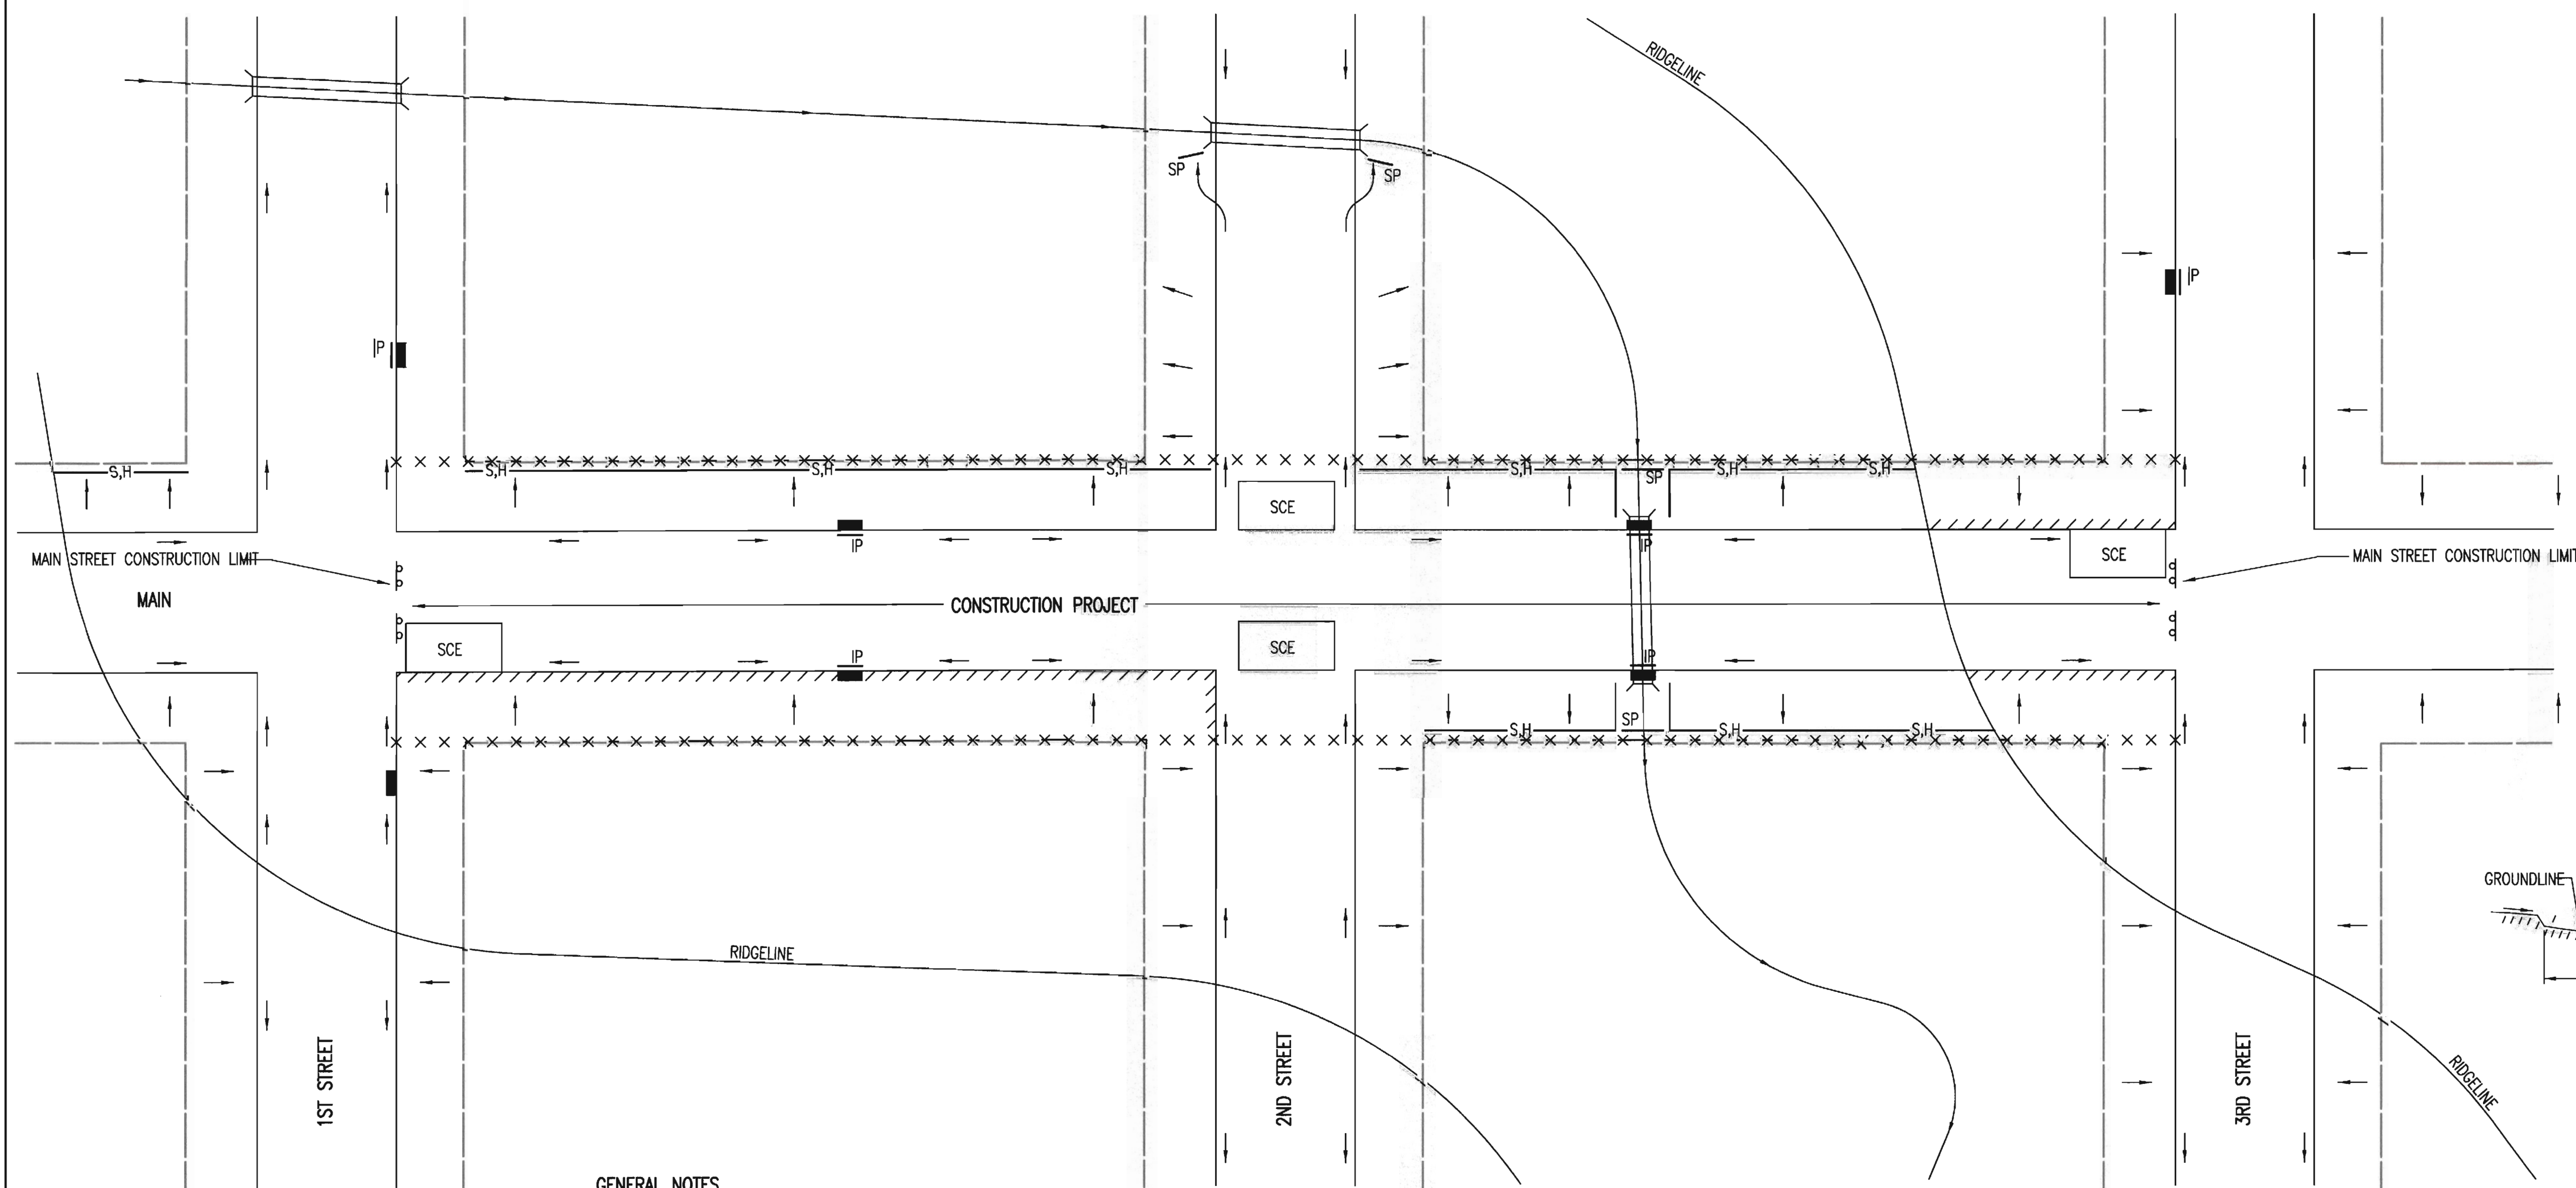 RIDGELINE
SP
SP
IP
IP
S,H
S,H
S,H
S,H
S,H
S,H
S,H
SP
SCE
IP
IP
SCE
MAIN STREET CONSTRUCTION LIMIT
MAIN STREET CONSTRUCTION LIMIT
MAIN
CONSTRUCTION PROJECT
SCE
SCE
IP
IP
SP
S,H
S,H
S,H
GROUNDLINE
RIDGELINE
1ST STREET
2ND STREET
3RD STREET
RIDGELINE
GENERAL NOTES